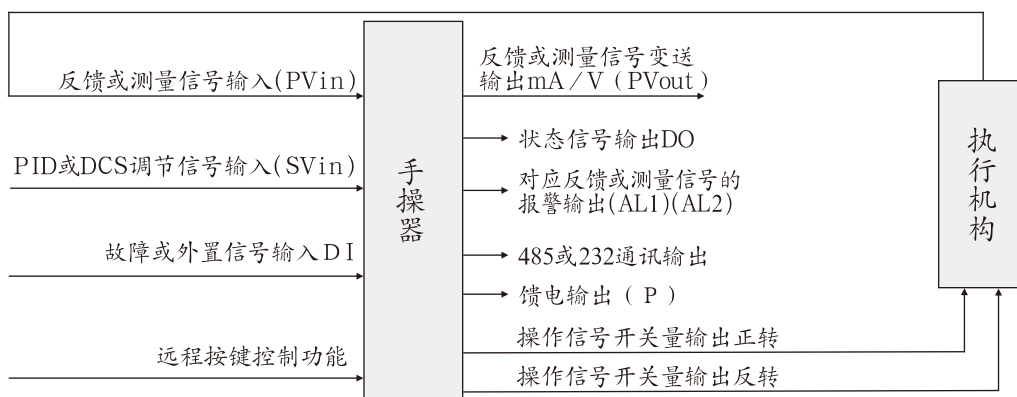 反馈或测量信号输入(PVin)
PID或DCS调节信号输入(SVin)
故障或外置信号输入DI
远程按键控制功能
手操器
反馈或测量信号变送
输出mA/V(PVout)
状态信号输出DO
对应反馈或测量信号的
报警输出(AL1)(AL2)
485或232通讯输出
馈电输出(P)
操作信号开关量输出正转
操作信号开关量输出反转
执行机构